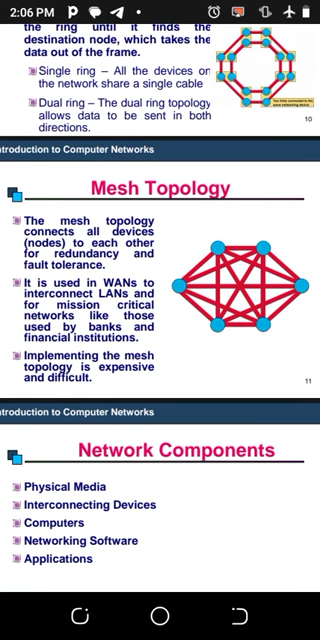 2:06 PM
the ring until it finds the
destination node, which takes the
data out of the frame.
Single ring – All the devices on
the network share a single cable
Dual ring – The dual ring topology
allows data to be sent in both
directions.
10
ntroduction to Computer Networks
Mesh Topology
The mesh topology
connects all devices
(nodes) to each other
for redundancy and
fault tolerance.
It is used in WANs to
interconnect LANs and
for mission critical
networks like those
used by banks and
financial institutions.
Implementing the mesh
topology is expensive
and difficult.
11
ntroduction to Computer Networks
Network Components
Physical Media
Interconnecting Devices
Computers
Networking Software
Applications